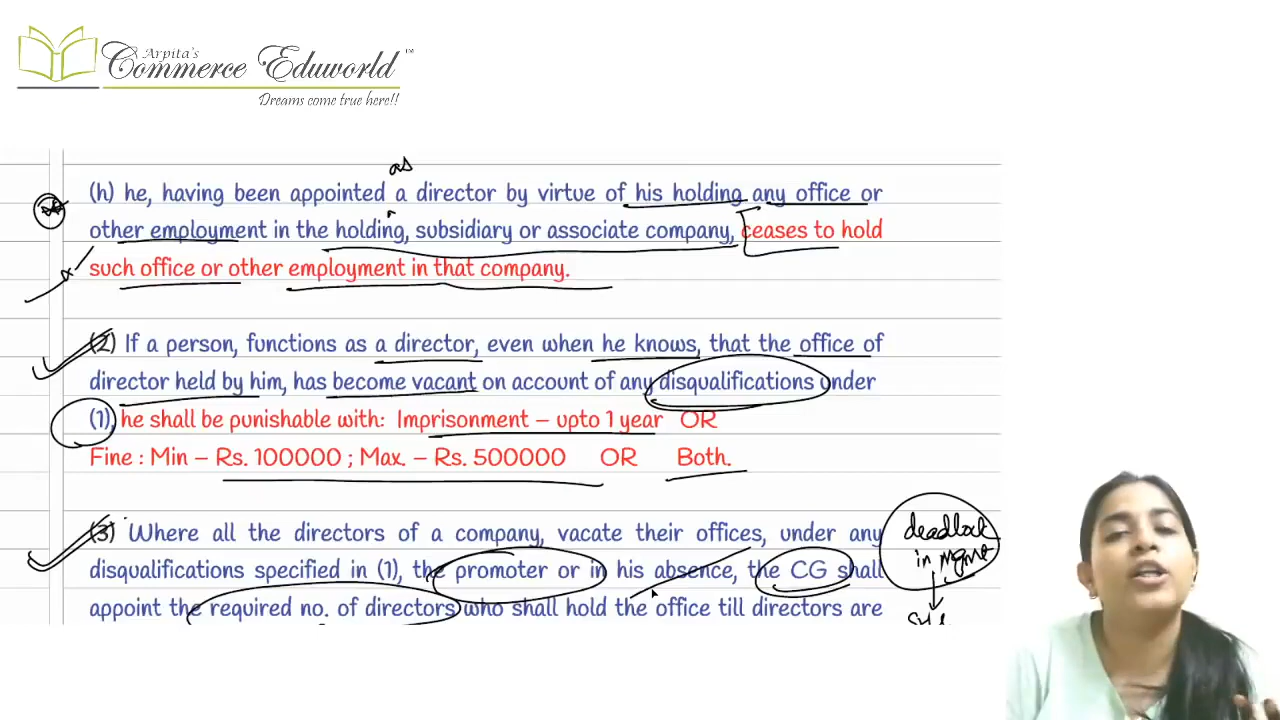 Arpita's
Commerce Eduworld™
Dreams come true here!!
as
(h) he, having been appointed a director by virtue of his holding any office or
other employment in the holding, subsidiary or associate company, ceases to hold
such office or other employment in that company.
(2) If a person, functions as a director, even when he knows, that the office of
director held by him, has become vacant on account of any disqualifications under
(1), he shall be punishable with: Imprisonment – upto 1 year OR
Fine : Min – Rs. 100000 ; Max. – Rs. 500000 OR Both.
(3) Where all the directors of a company, vacate their offices, under any
disqualifications specified in (1), the promoter or in his absence, the CG shall
appoint the required no. of directors who shall hold the office till directors are
deadlock
in mgmt